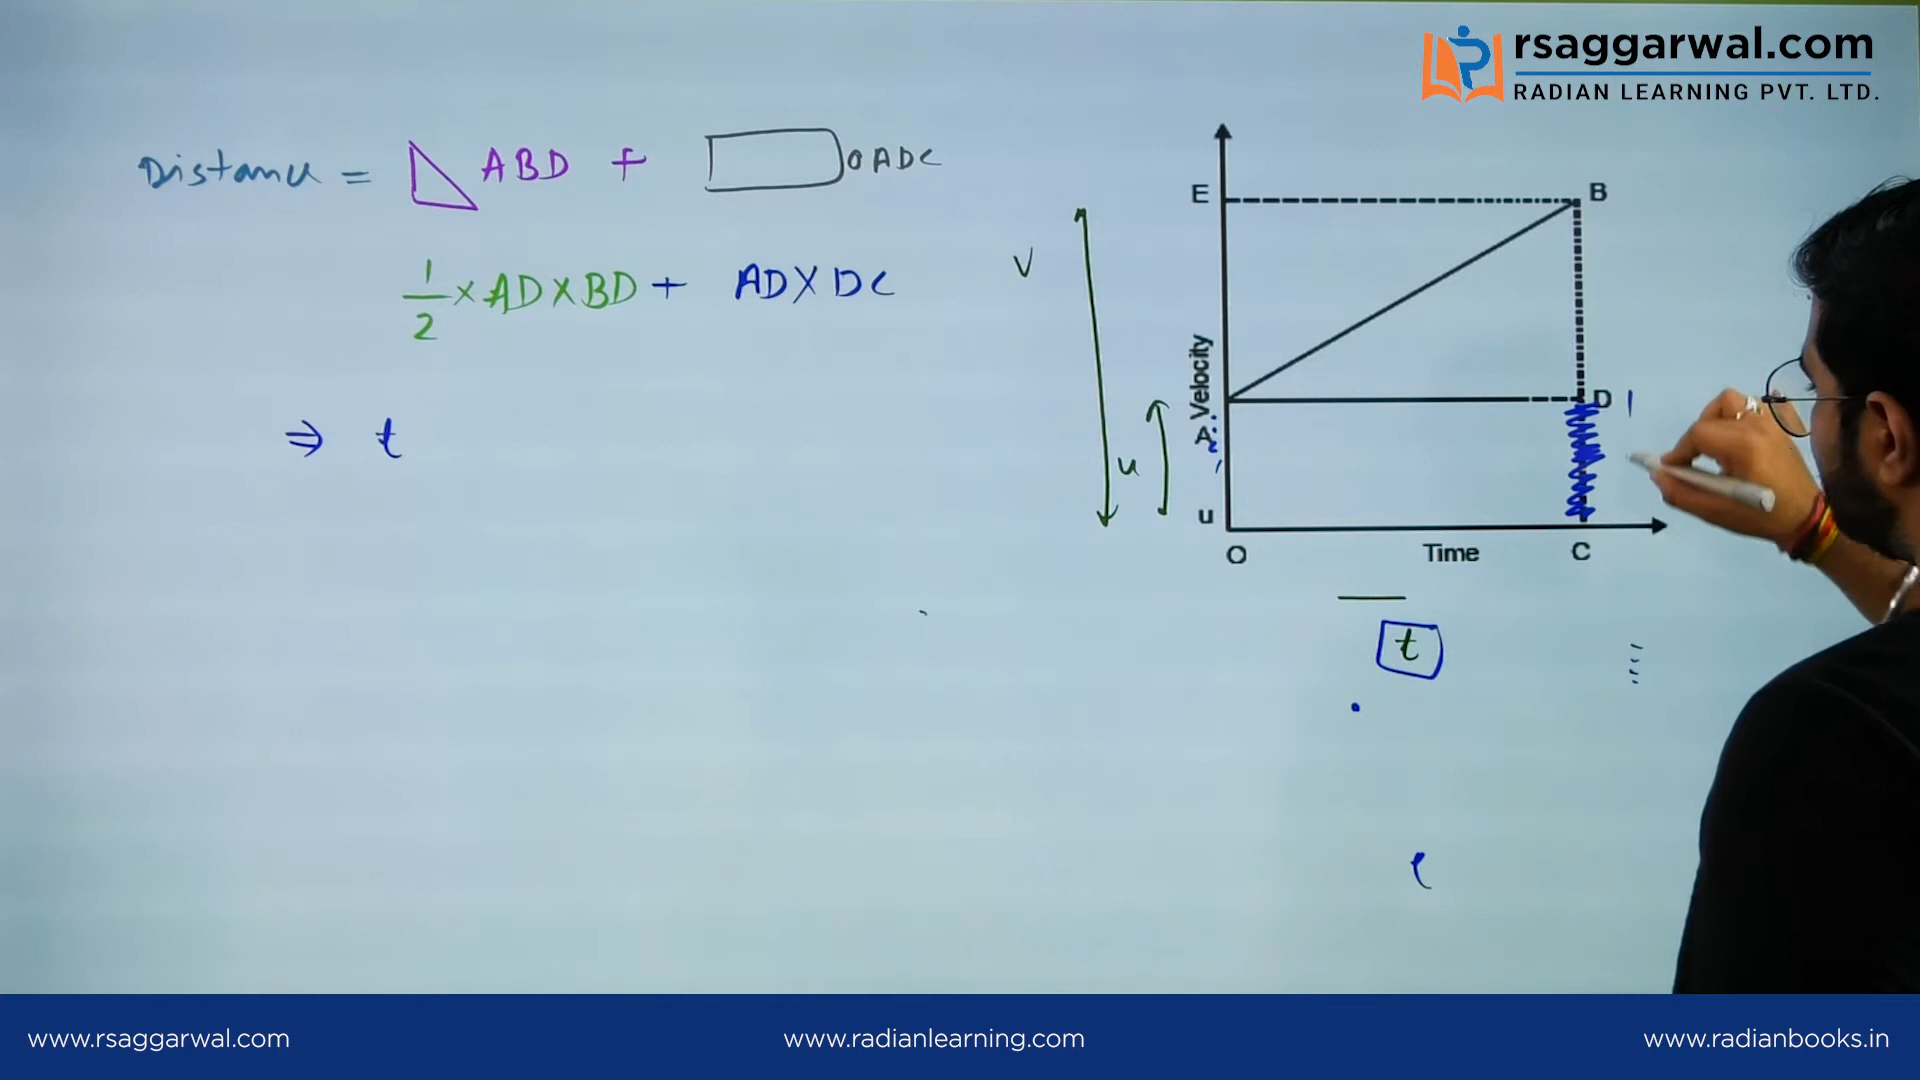 rsaggarwal.com
RADIAN LEARNING PVT. LTD.
Distance = ABD + OADC
1/2 × AD × BD + AD × DC
⇒ t
E
B
V
Velocity
D
A
u
u
O
Time
C
t
www.rsaggarwal.com
www.radianlearning.com
www.radianbooks.in